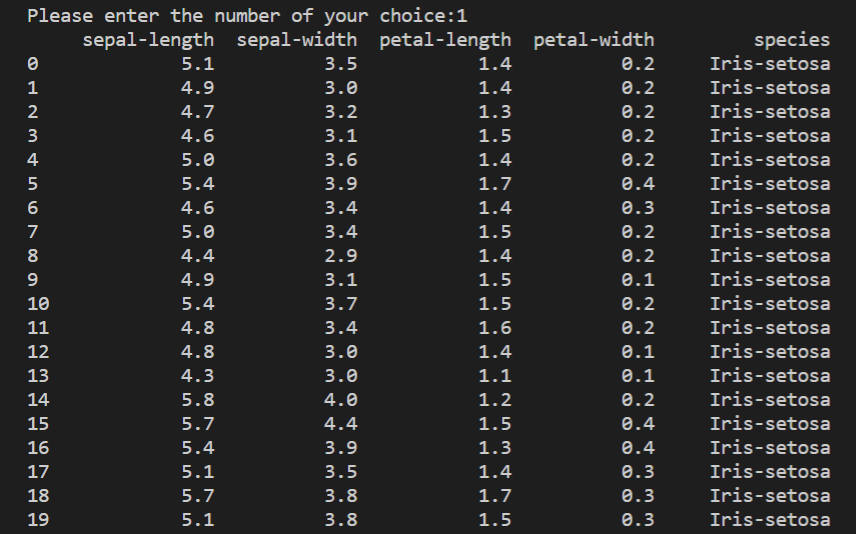 Please enter the number of your choice:1
sepal-length sepal-width petal-length petal-width species
0 5.1 3.5 1.4 0.2 Iris-setosa
1 4.9 3.0 1.4 0.2 Iris-setosa
2 4.7 3.2 1.3 0.2 Iris-setosa
3 4.6 3.1 1.5 0.2 Iris-setosa
4 5.0 3.6 1.4 0.2 Iris-setosa
5 5.4 3.9 1.7 0.4 Iris-setosa
6 4.6 3.4 1.4 0.3 Iris-setosa
7 5.0 3.4 1.5 0.2 Iris-setosa
8 4.4 2.9 1.4 0.2 Iris-setosa
9 4.9 3.1 1.5 0.1 Iris-setosa
10 5.4 3.7 1.5 0.2 Iris-setosa
11 4.8 3.4 1.6 0.2 Iris-setosa
12 4.8 3.0 1.4 0.1 Iris-setosa
13 4.3 3.0 1.1 0.1 Iris-setosa
14 5.8 4.0 1.2 0.2 Iris-setosa
15 5.7 4.4 1.5 0.4 Iris-setosa
16 5.4 3.9 1.3 0.4 Iris-setosa
17 5.1 3.5 1.4 0.3 Iris-setosa
18 5.7 3.8 1.7 0.3 Iris-setosa
19 5.1 3.8 1.5 0.3 Iris-setosa